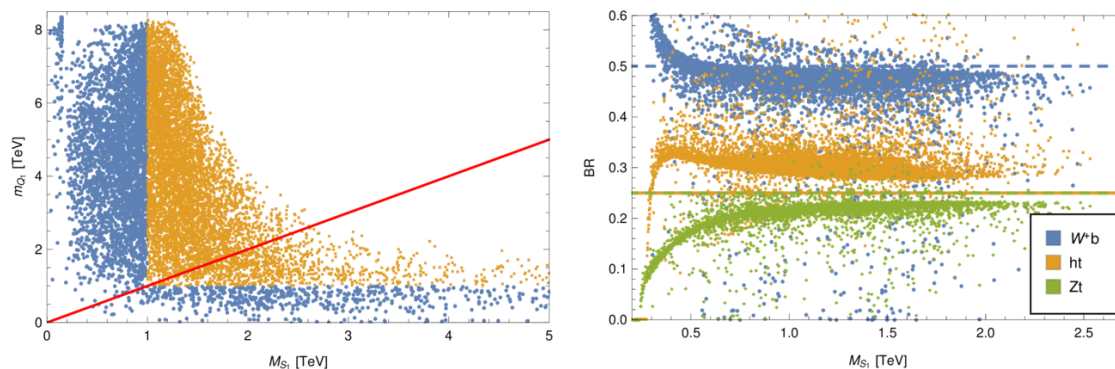 8
6
4
2
0
m_{Q_1} [TeV]
0 1 2 3 4 5
M_{S_1} [TeV]
0.6
0.5
0.4
0.3
0.2
0.1
0.0
BR
0.5 1.0 1.5 2.0 2.5
M_{S_1} [TeV]
W⁺b
ht
Zt